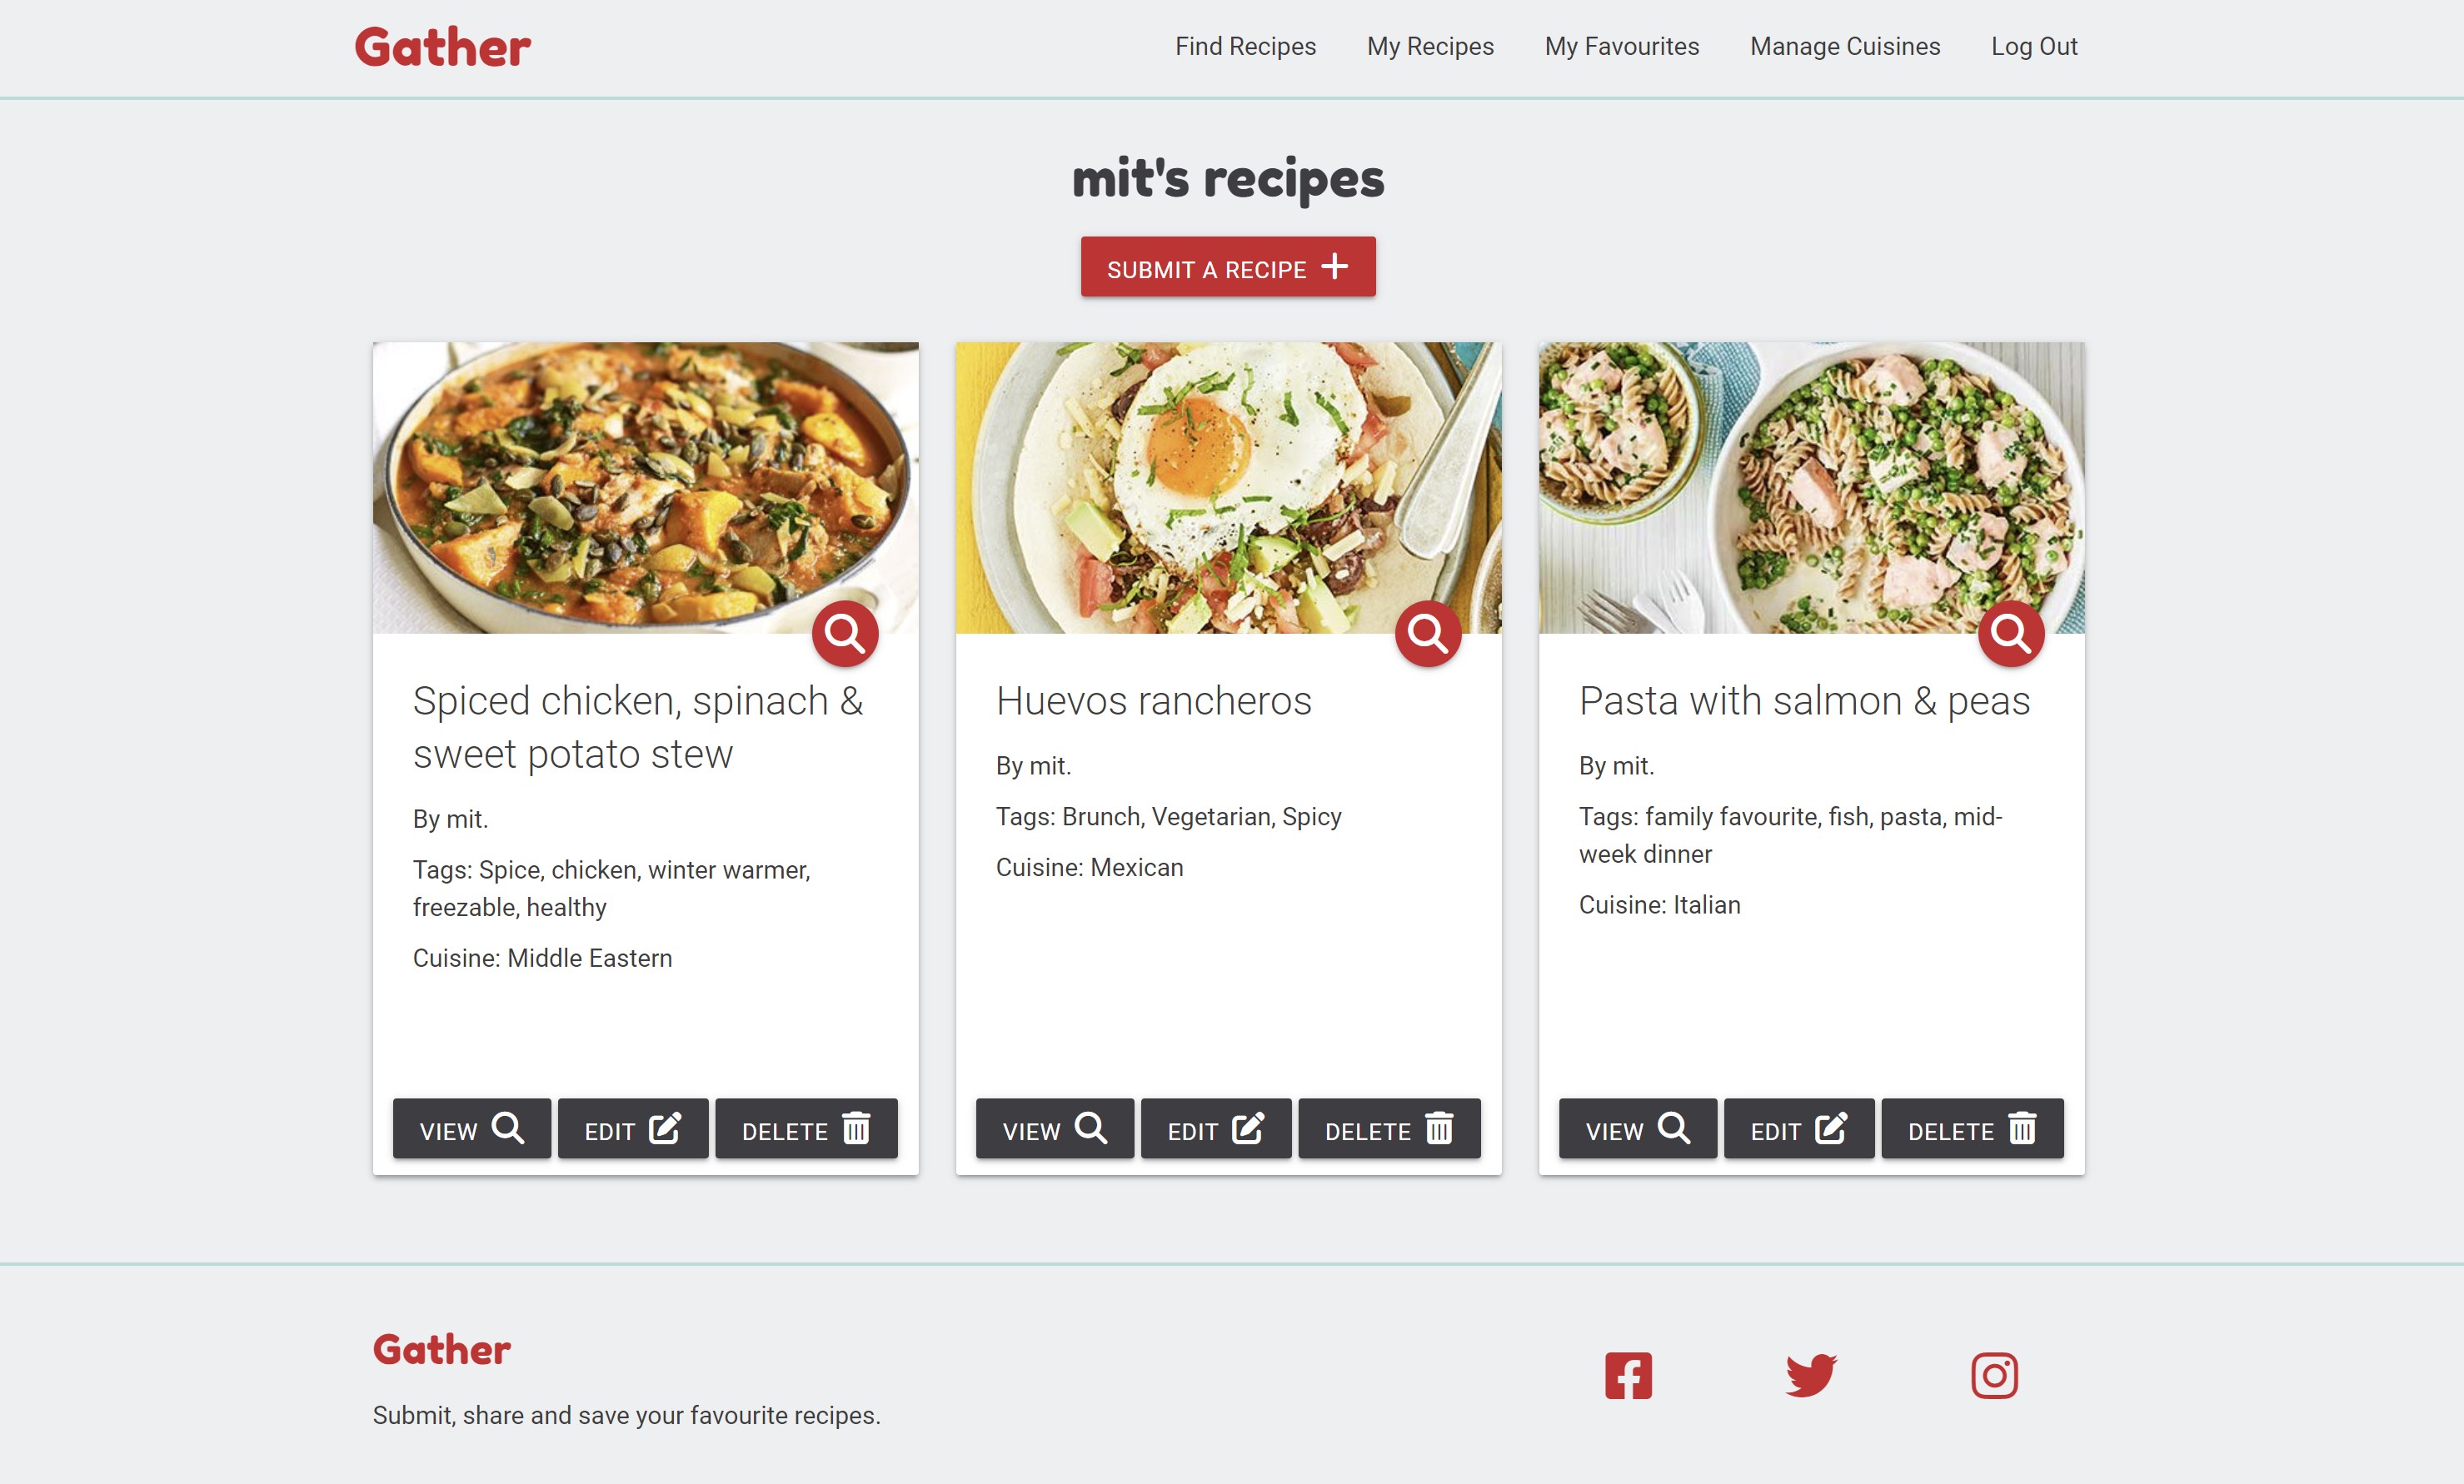 Gather
Find Recipes
My Recipes
My Favourites
Manage Cuisines
Log Out
mit's recipes
SUBMIT A RECIPE
Spiced chicken, spinach &
sweet potato stew
By mit.
Tags: Spice, chicken, winter warmer,
freezable, healthy
Cuisine: Middle Eastern
VIEW
EDIT
DELETE
Huevos rancheros
By mit.
Tags: Brunch, Vegetarian, Spicy
Cuisine: Mexican
VIEW
EDIT
DELETE
Pasta with salmon & peas
By mit.
Tags: family favourite, fish, pasta, mid-
week dinner
Cuisine: Italian
VIEW
EDIT
DELETE
Gather
Submit, share and save your favourite recipes.